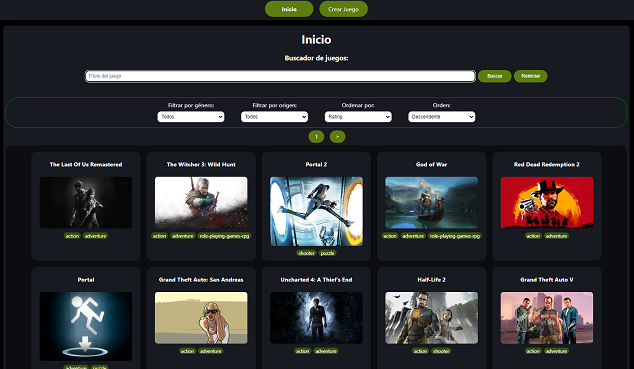 Inicio Crear Juego
Inicio
Buscador de juegos:
Título del juego Buscar Reiniciar
Filtrar por género: Filtrar por origen: Ordenar por: Orden:
Todos Todos Rating Descendente
1 >
The Last Of Us Remastered The Witcher 3: Wild Hunt Portal 2 God of War Red Dead Redemption 2
action adventure action adventure role-playing-games-rpg shooter puzzle action adventure role-playing-games-rpg action adventure
Portal Grand Theft Auto: San Andreas Uncharted 4: A Thief's End Half-Life 2 Grand Theft Auto V
adventure puzzle action adventure action adventure action shooter action adventure